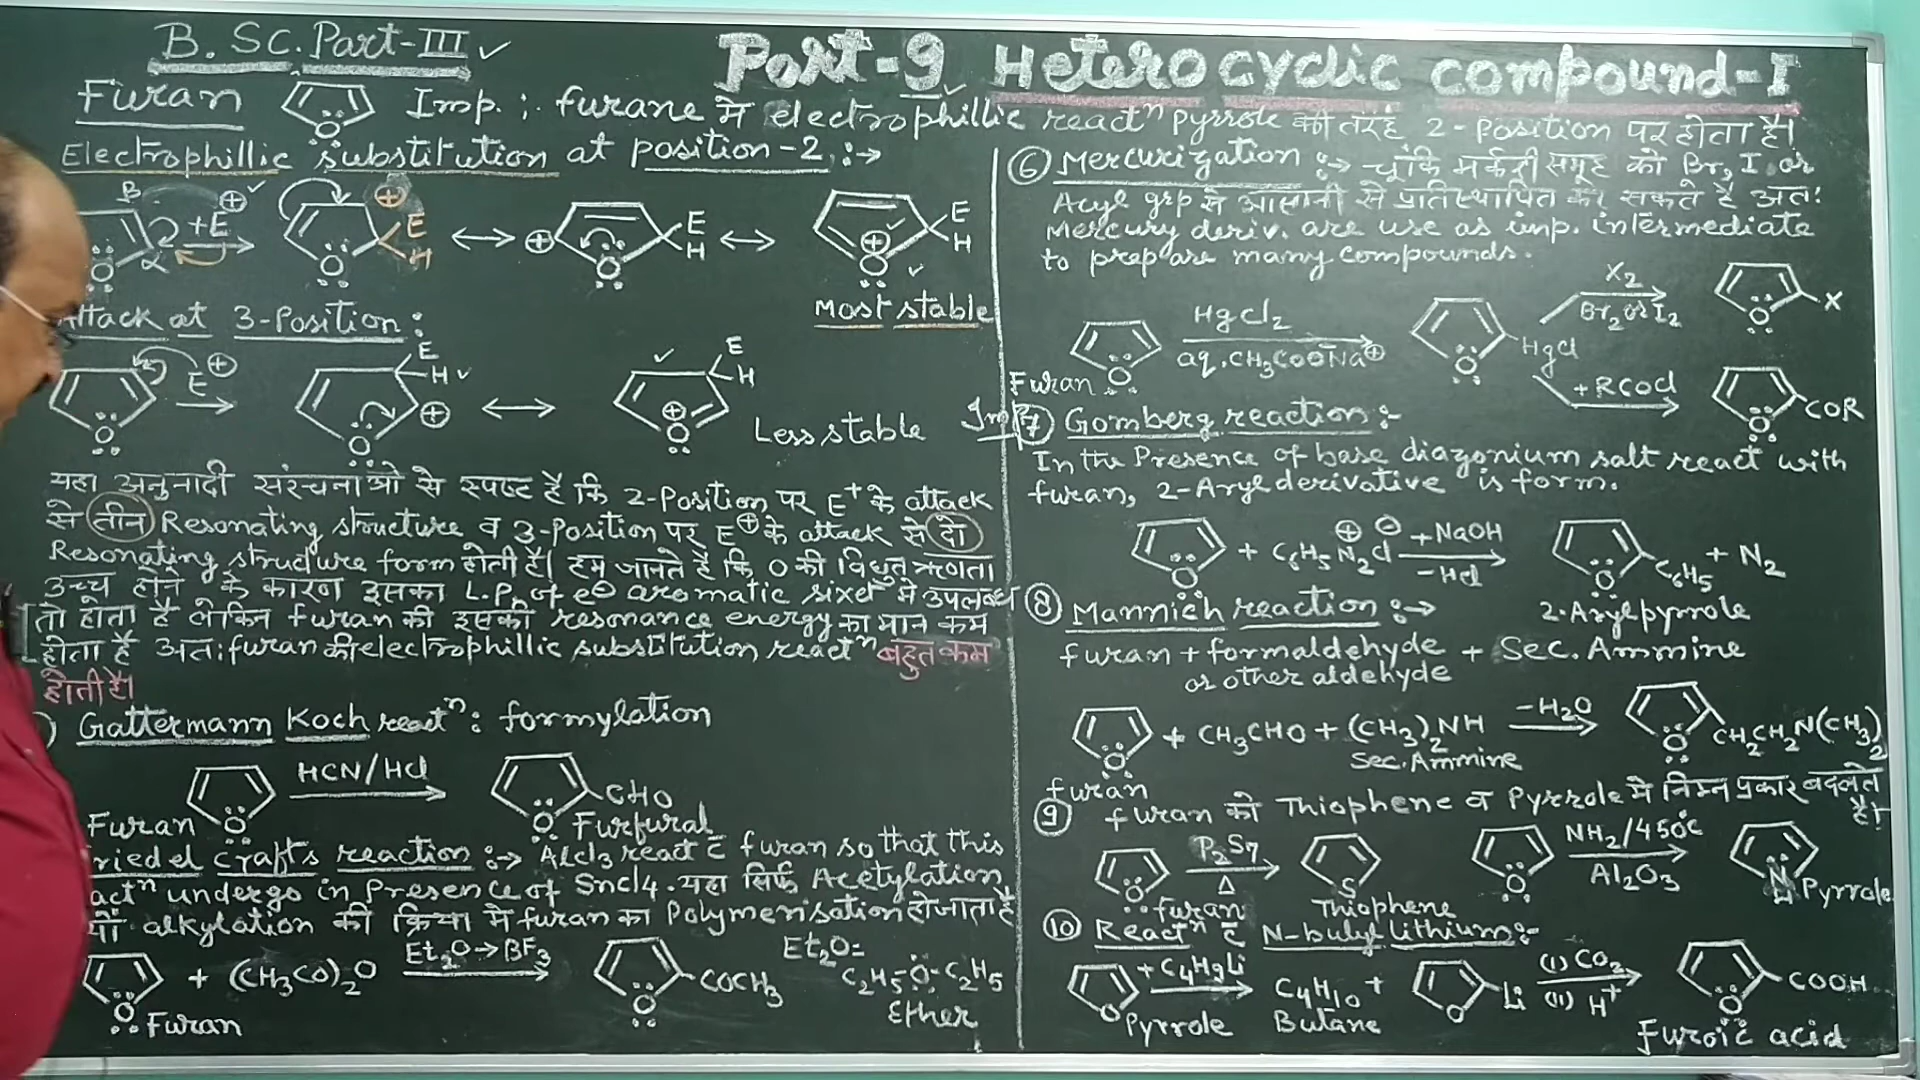 B. SC. Part-III
Part-9 Heterocyclic compound-I
Furan Imp. :. furane मे electrophillic reactⁿ pyrrole की तरह 2-Position पर होता है।
Electrophillic substitution at position-2 :→
β 2 α +E⊕ ⊕ E H ↔ ⊕ E H ↔ E H
O O O O
Most stable
Attack at 3-Position :
E⊕ E H ⊕ ↔ E H
O O O
Less stable
यहा अनुनादी संरचनाओ से स्पष्ट है कि 2-Position पर E⁺ के attack
से तीन Resonating structure व 3-Position पर E⊕ के attack से दो
Resonating structure form होती है। हम जानते है कि O की विधुत ऋणता
उच्च होने के कारण इसका L.P. of e⊖ aromatic sixet मे उपलब्ध
तो होता है लेकिन furan की इसकी resonance energy का मान कम
होता है अतः furan की electrophillic substitution reactⁿ बहुत कम
होती है।
) Gattermann Koch reactⁿ : formylation
HCN/HCl
O O CHO
Furan Furfural
riedel crafts reaction :→ AlCl3 react c̄ furan so that this
actⁿ undergo in presence of SnCl4. यहा सिर्फ Acetylation
alkylation की क्रिया मे furan का Polymerisation हो जाता है
O + (CH3CO)2O Et2O→BF3 O COCH3
Furan
Et2O=
C2H5-O-C2H5
Ether
⑥ Mercurization :→ चूंकि मर्करी समूह को Br, I or
Acyl grp से आसानी से प्रतिस्थापित कर सकते है अतः
Mercury deriv. are use as imp. intermediate
to prepare many compounds.
HgCl2 X2
aq. CH3COONa⊕ Br2 or I2 O X
Furan O O HgCl
+RCOCl O COR
Imp ⑦ Gomberg reaction :-
In the Presence of base diazonium salt react with
furan, 2-Aryl derivative is form.
O + C6H5N2Cl +NaOH -HCl O C6H5 + N2
⊕ ⊖
2-Arylpyrrole
⑧ Mannich reaction :→
furan + formaldehyde + Sec. Ammine
or other aldehyde
O + CH3CHO + (CH3)2NH -H2O O CH2CH2N(CH3)2
Sec. Ammine
furan
⑨ furan को Thiophene व Pyrrole मे निम्न प्रकार बदलते है।
O P2S7 Δ S O NH2/450°C Al2O3 N
furan Thiophene Pyrrole
⑩ Reactⁿ c̄ N-butyl lithium :-
O +C4H9Li C4H10 + O Li (I) CO2 (II) H⁺ O COOH
Pyrrole Butane Furoic acid